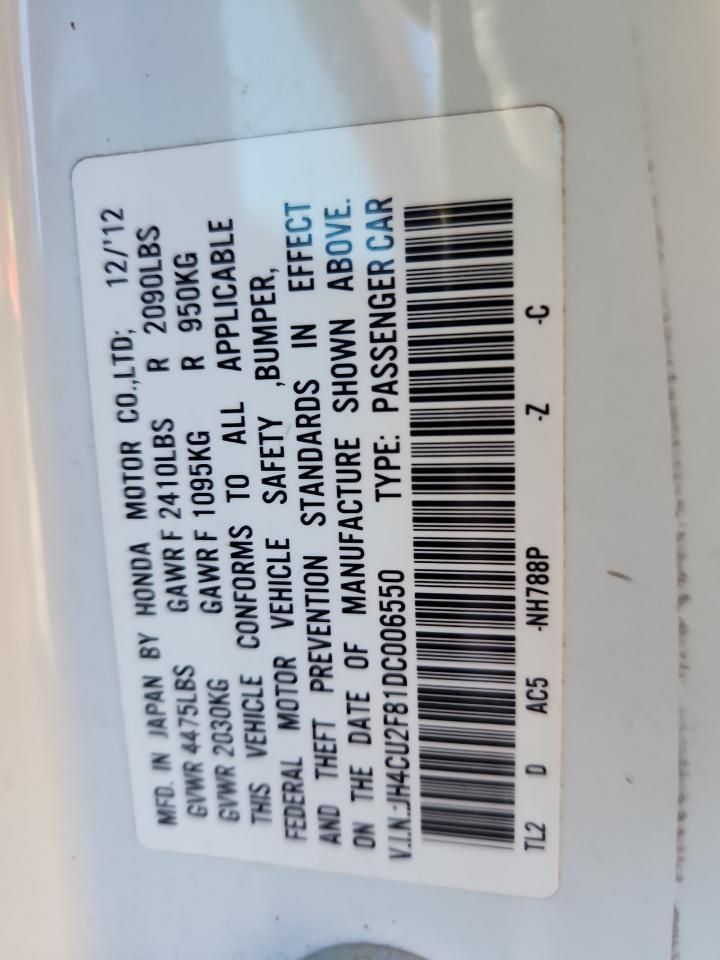 MFD. IN JAPAN BY HONDA MOTOR CO.,LTD; 12/'12
GVWR 4475LBS GAWR F 2410LBS R 2090LBS
GVWR 2030KG GAWR F 1095KG R 950KG
THIS VEHICLE CONFORMS TO ALL APPLICABLE
FEDERAL MOTOR VEHICLE SAFETY ,BUMPER,
AND THEFT PREVENTION STANDARDS IN EFFECT
ON THE DATE OF MANUFACTURE SHOWN ABOVE.
V.I.N.:JH4CU2F81DC006550 TYPE: PASSENGER CAR
TL2 D AC5 -NH788P -Z -C